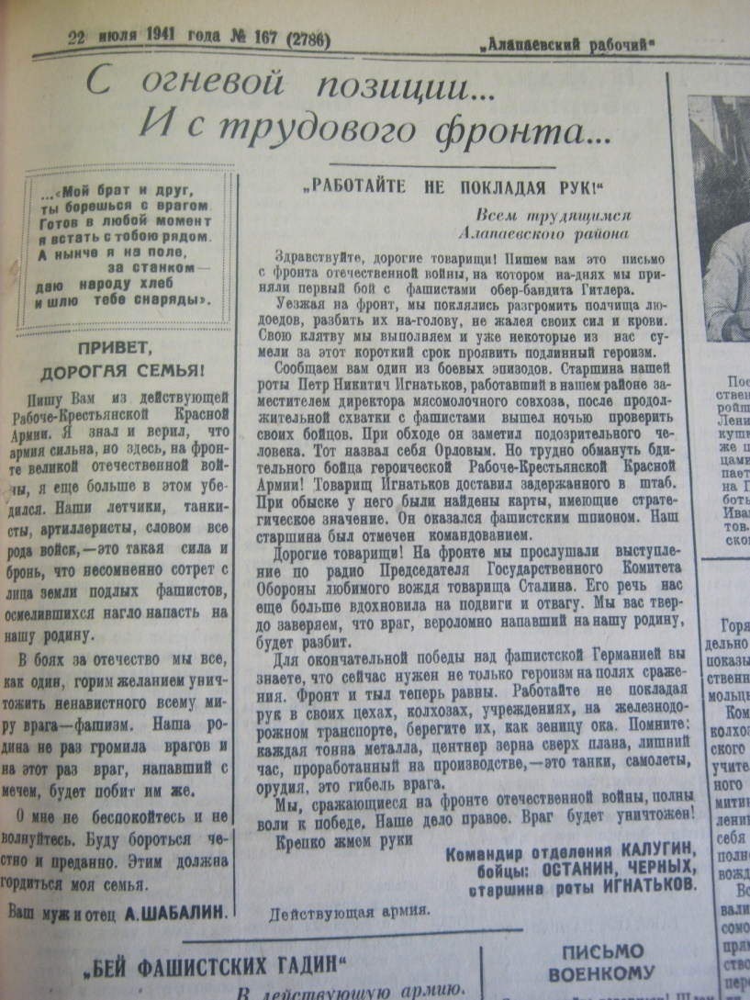 22 июля 1941 года № 167 (2786)
„Алапаевский рабочий“
С огневой позиции...
И с трудового фронта...
...«Мой брат и друг,
ты борешься с врагом.
Готов в любой момент
я встать с тобою рядом.
А нынче я на поле,
за станком—
даю народу хлеб
и шлю тебе снаряды».
ПРИВЕТ,
ДОРОГАЯ СЕМЬЯ!
Пишу Вам из действующей
Рабоче-Крестьянской Красной
Армии. Я знал и верил, что
армия сильна, но здесь, на фрон-
те великой отечественной вой-
ны, я еще больше в этом убе-
дился. Наши летчики, танки-
сты, артиллеристы, словом все
рода войск,—это такая сила и
бронь, что несомненно сотрет с
лица земли подлых фашистов,
осмелившихся нагло напасть на
нашу родину.
В боях за отечество мы все,
как один, горим желанием унич-
тожить ненавистного всему ми-
ру врага—фашизм. Наша ро-
дина не раз громила врагов и
на этот раз враг, напавший с
мечем, будет побит им же.
О мне не беспокойтесь и не
волнуйтесь. Буду бороться че-
стно и преданно. Этим должна
гордиться моя семья.
Ваш муж и отец А.ШАБАЛИН.
„РАБОТАЙТЕ НЕ ПОКЛАДАЯ РУК!“
Всем трудящимся
Алапаевского района
Здравствуйте, дорогие товарищи! Пишем вам это письмо
с фронта отечественной войны, на котором на-днях мы при-
няли первый бой с фашистами обер-бандита Гитлера.
Уезжая на фронт, мы поклялись разгромить полчища лю-
доедов, разбить их на-голову, не жалея своих сил и крови.
Свою клятву мы выполняем и уже некоторые из нас су-
мели за этот короткий срок проявить подлинный героизм.
Сообщаем вам один из боевых эпизодов. Старшина нашей
роты Петр Никитич Игнатьков, работавший в нашем районе за-
местителем директора мясомолочного совхоза, после продол-
жительной схватки с фашистами вышел ночью проверить
своих бойцов. При обходе он заметил подозрительного че-
ловека. Тот назвал себя Орловым. Но трудно обмануть бди-
тельного бойца героической Рабоче-Крестьянской Красной
Армии! Товарищ Игнатьков доставил задержанного в штаб.
При обыске у него были найдены карты, имеющие страте-
гическое значение. Он оказался фашистским шпионом. Наш
старшина был отмечен командованием.
Дорогие товарищи! На фронте мы прослушали выступле-
ние по радио Председателя Государственного Комитета
Обороны любимого вождя товарища Сталина. Его речь нас
еще больше вдохновила на подвиги и отвагу. Мы вас твер-
до заверяем, что враг, вероломно напавший на нашу родину,
будет разбит.
Для окончательной победы над фашистской Германией вы
знаете, что сейчас нужен не только героизм на полях сраже-
ния. Фронт и тыл теперь равны. Работайте не покладая
рук в своих цехах, колхозах, учреждениях, на железнодо-
рожном транспорте, берегите их, как зеницу ока. Помните:
каждая тонна металла, центнер зерна сверх плана, лишний
час, проработанный на производстве,—это танки, самолеты,
орудия, это гибель врага.
Мы, сражающиеся на фронте отечественной войны, полны
воли к победе. Наше дело правое. Враг будет уничтожен!
Крепко жмем руки
Командир отделения КАЛУГИН,
бойцы: ОСТАНИН, ЧЕРНЫХ,
старшина роты ИГНАТЬКОВ.
Действующая армия.
„БЕЙ ФАШИСТСКИХ ГАДИН“
В действующую армию.
ПИСЬМО
ВОЕНКОМУ